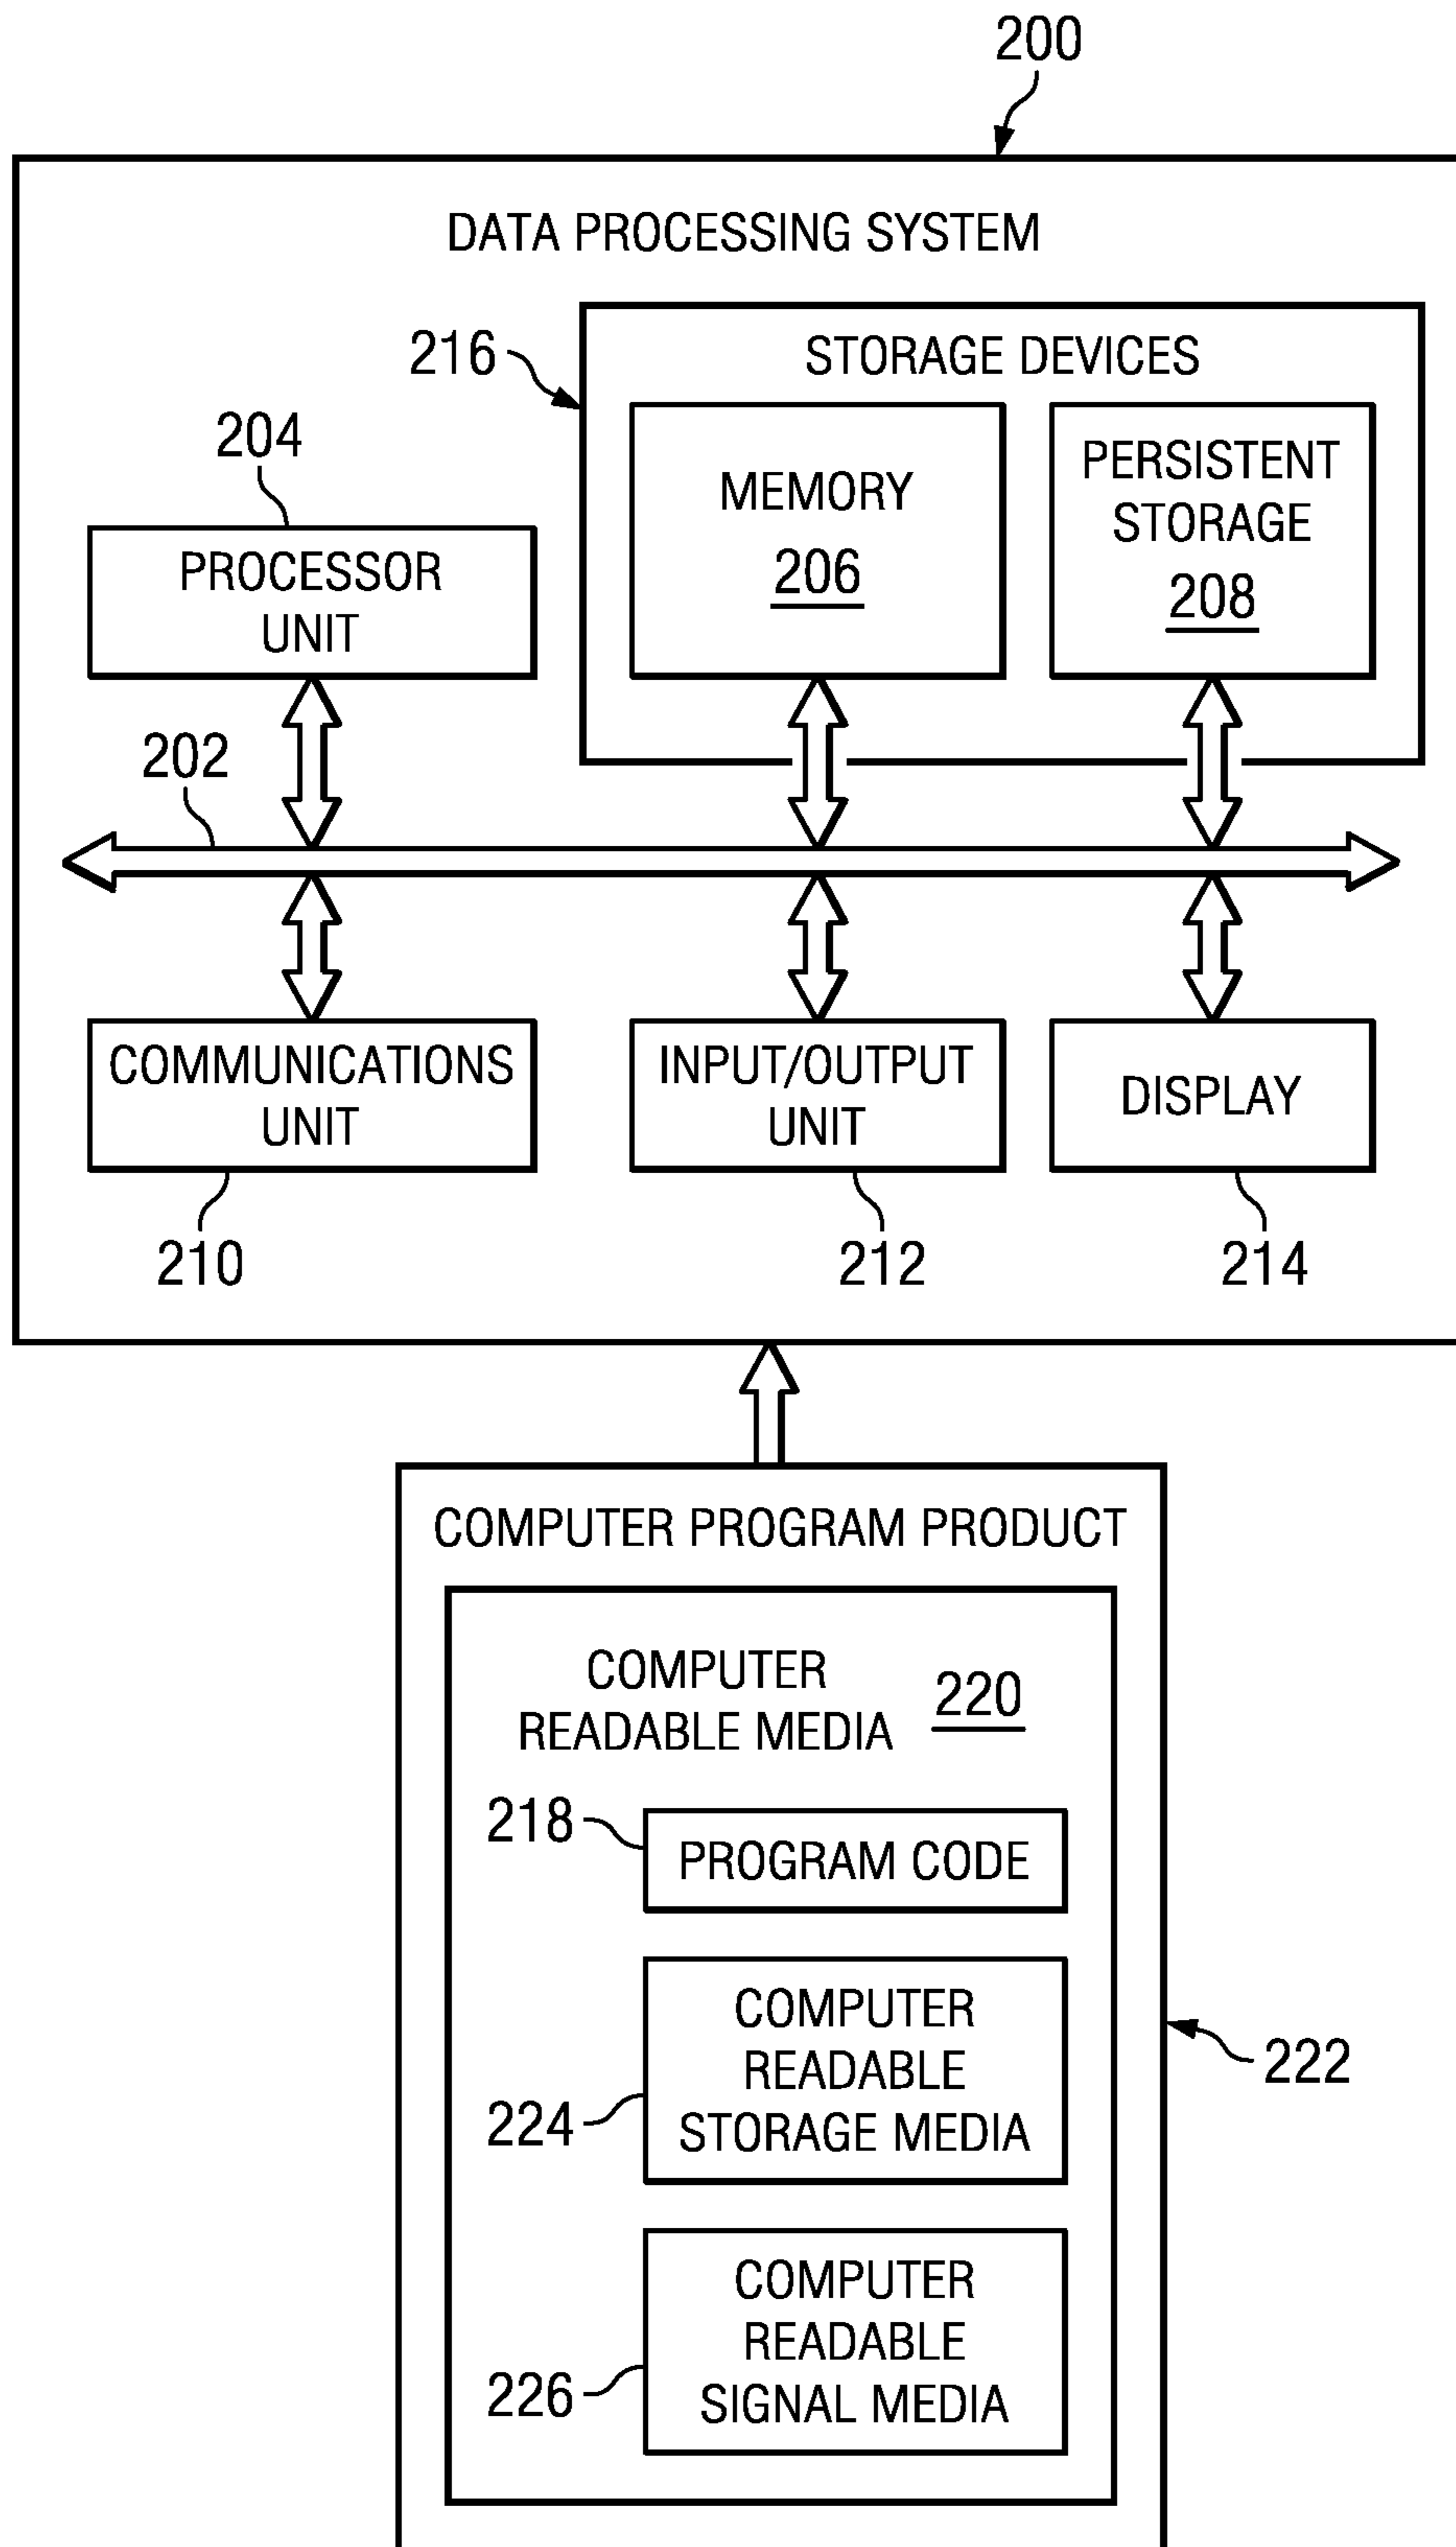 200
DATA PROCESSING SYSTEM
216
STORAGE DEVICES
204
MEMORY
206
PERSISTENT
STORAGE
208
PROCESSOR
UNIT
202
COMMUNICATIONS
UNIT
INPUT/OUTPUT
UNIT
DISPLAY
210
212
214
COMPUTER PROGRAM PRODUCT
COMPUTER
READABLE MEDIA
220
218
PROGRAM CODE
COMPUTER
READABLE
STORAGE MEDIA
224
222
COMPUTER
READABLE
SIGNAL MEDIA
226